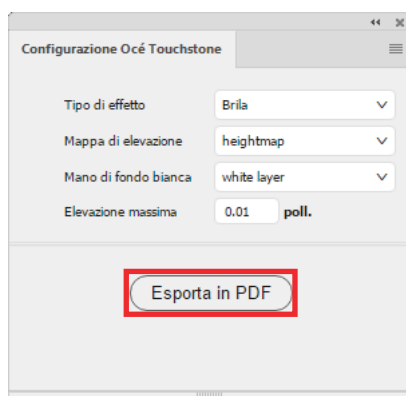 Configurazione Océ Touchstone
Tipo di effetto Brila
Mappa di elevazione heightmap
Mano di fondo bianca white layer
Elevazione massima 0.01 poll.
Esporta in PDF